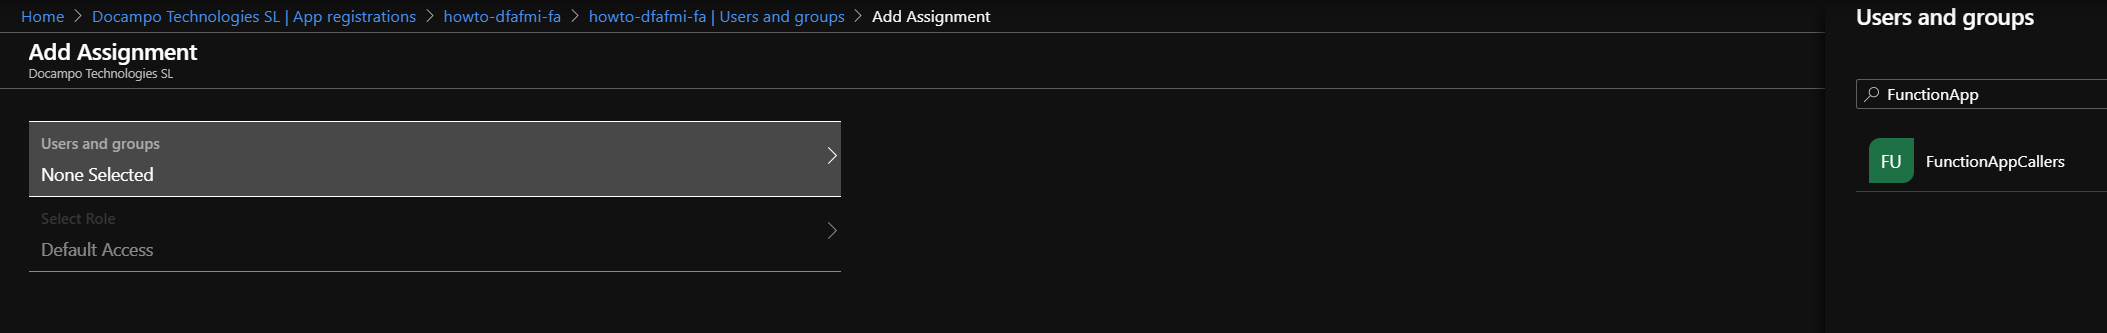 Home > Docampo Technologies SL | App registrations > howto-dfafmi-fa > howto-dfafmi-fa | Users and groups > Add Assignment
Add Assignment
Docampo Technologies SL
Users and groups
None Selected
Select Role
Default Access
Users and groups
FunctionApp
FU FunctionAppCallers